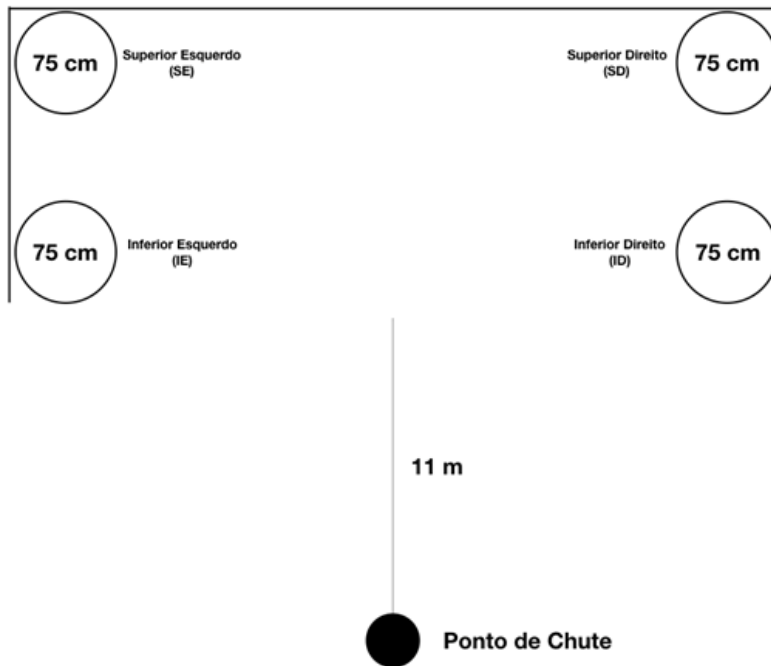 75 cm
Superior Esquerdo
(SE)
Superior Direito
(SD)
75 cm
75 cm
Inferior Esquerdo
(IE)
Inferior Direito
(ID)
75 cm
11 m
Ponto de Chute